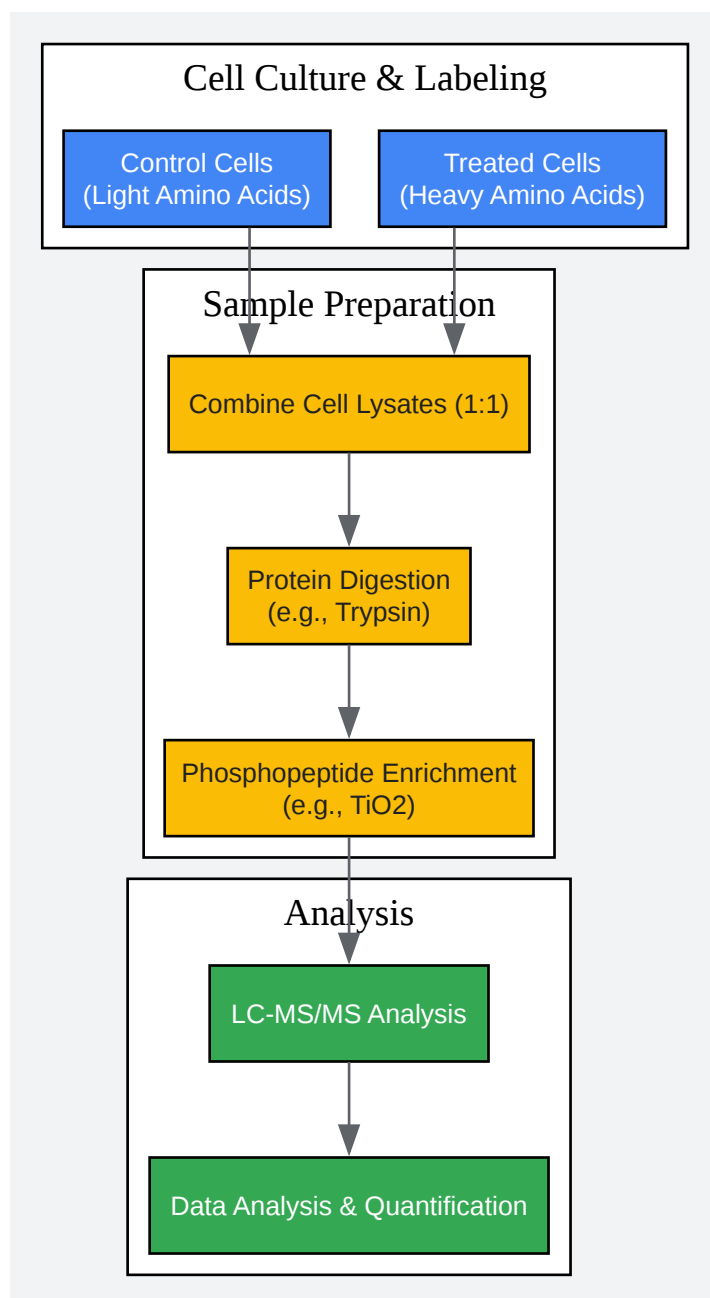 Cell Culture & Labeling
Control Cells
(Light Amino Acids)
Treated Cells
(Heavy Amino Acids)
Sample Preparation
Combine Cell Lysates (1:1)
Protein Digestion
(e.g., Trypsin)
Phosphopeptide Enrichment
(e.g., TiO2)
Analysis
LC-MS/MS Analysis
Data Analysis & Quantification